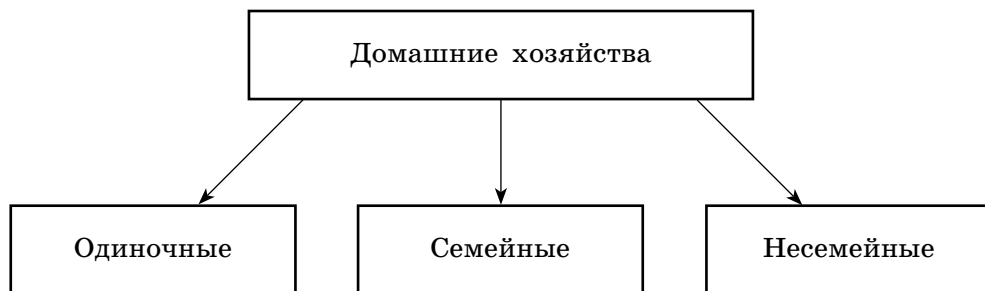 Домашние хозяйства
Одиночные
Семейные
Несемейные